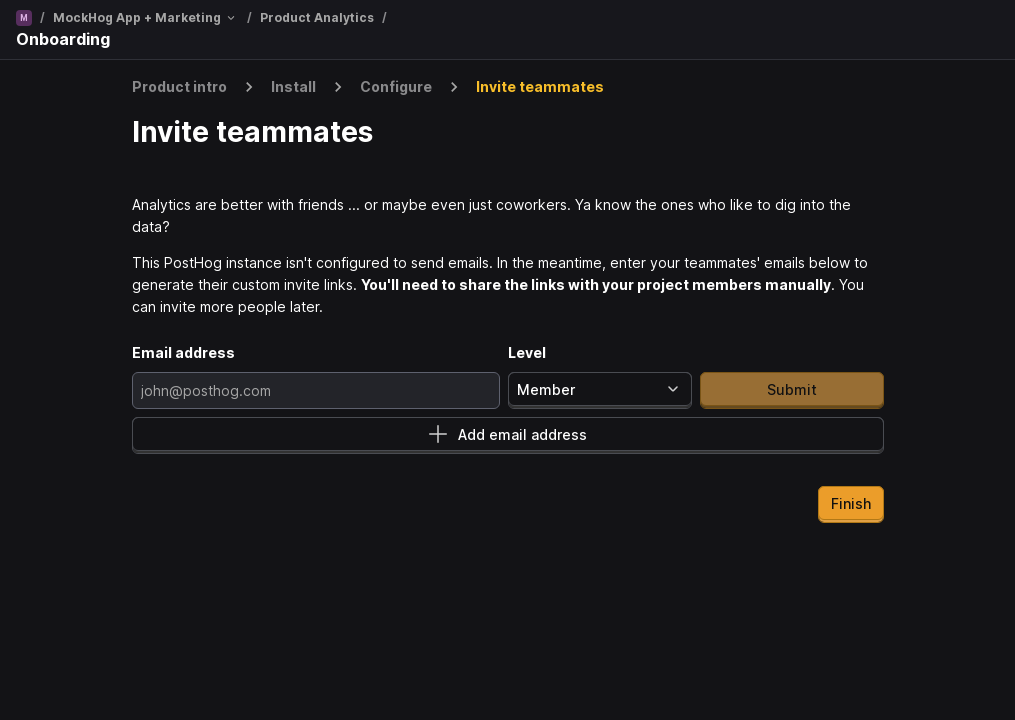 M / MockHog App + Marketing / Product Analytics /
Onboarding
Product intro > Install > Configure > Invite teammates
Invite teammates
Analytics are better with friends ... or maybe even just coworkers. Ya know the ones who like to dig into the
data?
This PostHog instance isn't configured to send emails. In the meantime, enter your teammates' emails below to
generate their custom invite links. You'll need to share the links with your project members manually. You
can invite more people later.
Email address Level
john@posthog.com Member Submit
Add email address
Finish